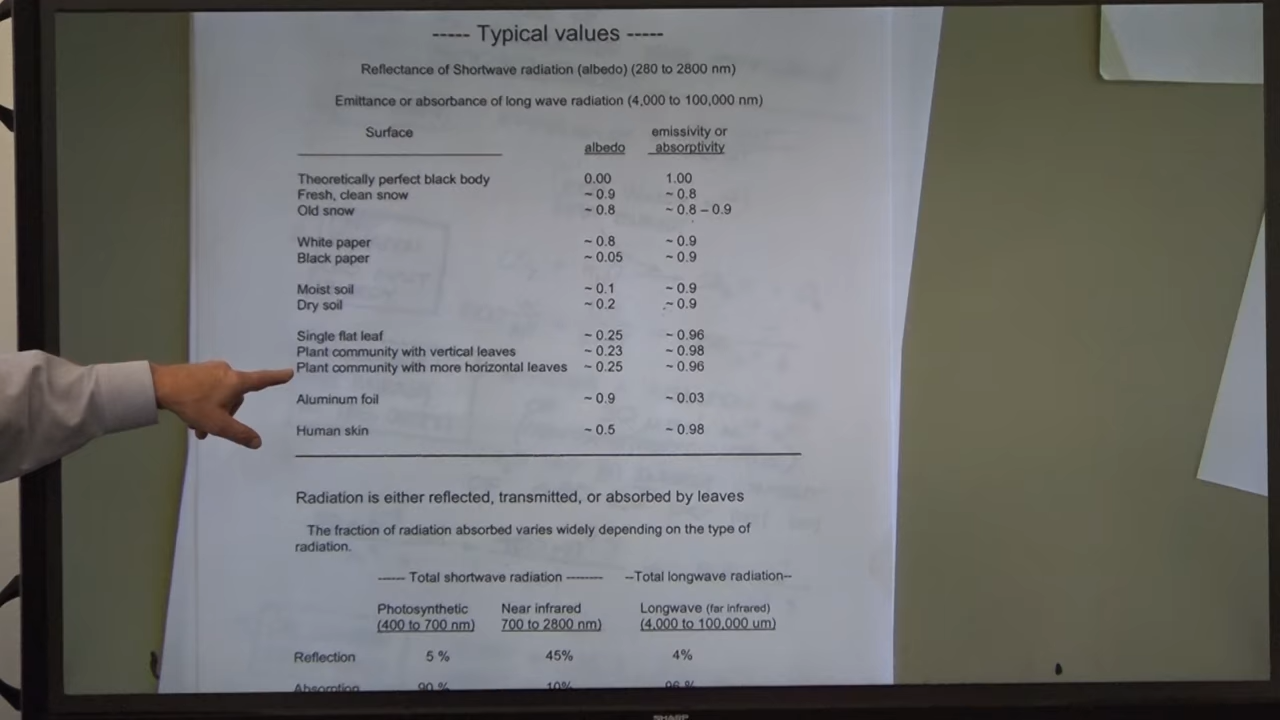 ----- Typical values -----
Reflectance of Shortwave radiation (albedo) (280 to 2800 nm)
Emittance or absorbance of long wave radiation (4,000 to 100,000 nm)
Surface albedo emissivity or absorptivity
Theoretically perfect black body 0.00 1.00
Fresh, clean snow ~ 0.9 ~ 0.8
Old snow ~ 0.8 ~ 0.8 – 0.9
White paper ~ 0.8 ~ 0.9
Black paper ~ 0.05 ~ 0.9
Moist soil ~ 0.1 ~ 0.9
Dry soil ~ 0.2 ~ 0.9
Single flat leaf ~ 0.25 ~ 0.96
Plant community with vertical leaves ~ 0.23 ~ 0.98
Plant community with more horizontal leaves ~ 0.25 ~ 0.96
Aluminum foil ~ 0.9 ~ 0.03
Human skin ~ 0.5 ~ 0.98
Radiation is either reflected, transmitted, or absorbed by leaves
The fraction of radiation absorbed varies widely depending on the type of
radiation.
------ Total shortwave radiation -------- --Total longwave radiation--
Photosynthetic Near infrared Longwave (far infrared)
(400 to 700 nm) 700 to 2800 nm) (4,000 to 100,000 um)
Reflection 5 % 45% 4%
Absorption 90 % 10% 96 %
SHARP